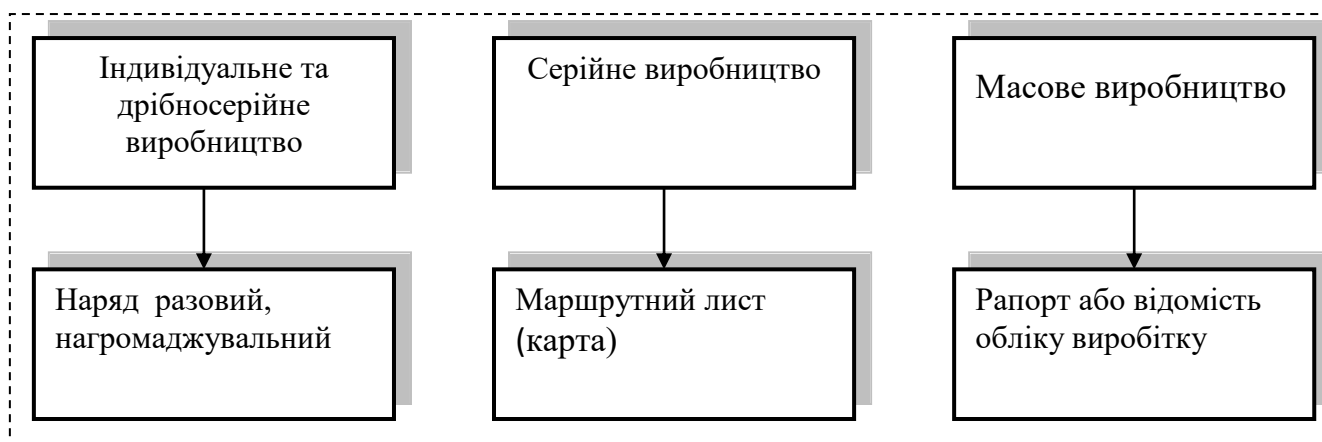 Індивідуальне та
дрібносерійне
виробництво
Серійне виробництво
Масове виробництво
Наряд разовий,
нагромаджувальний
Маршрутний лист
(карта)
Рапорт або відомість
обліку виробітку